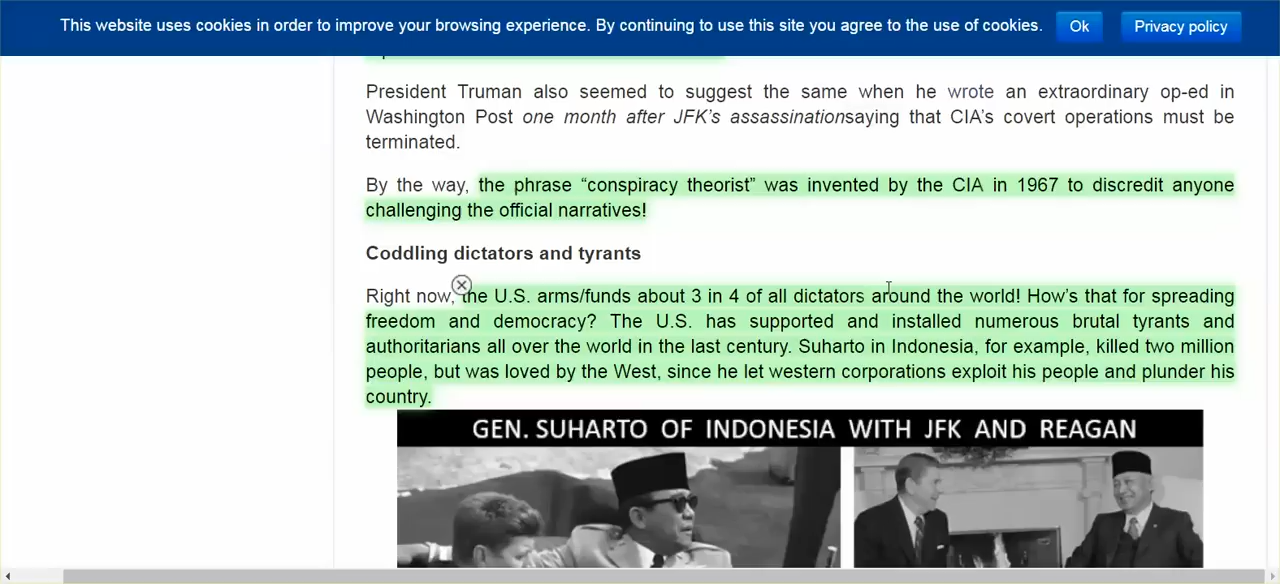 This website uses cookies in order to improve your browsing experience. By continuing to use this site you agree to the use of cookies. Ok Privacy policy
President Truman also seemed to suggest the same when he wrote an extraordinary op-ed in
Washington Post one month after JFK's assassinationsaying that CIA's covert operations must be
terminated.
By the way, the phrase “conspiracy theorist” was invented by the CIA in 1967 to discredit anyone
challenging the official narratives!
Coddling dictators and tyrants
Right now, the U.S. arms/funds about 3 in 4 of all dictators around the world! How's that for spreading
freedom and democracy? The U.S. has supported and installed numerous brutal tyrants and
authoritarians all over the world in the last century. Suharto in Indonesia, for example, killed two million
people, but was loved by the West, since he let western corporations exploit his people and plunder his
country.
GEN. SUHARTO OF INDONESIA WITH JFK AND REAGAN